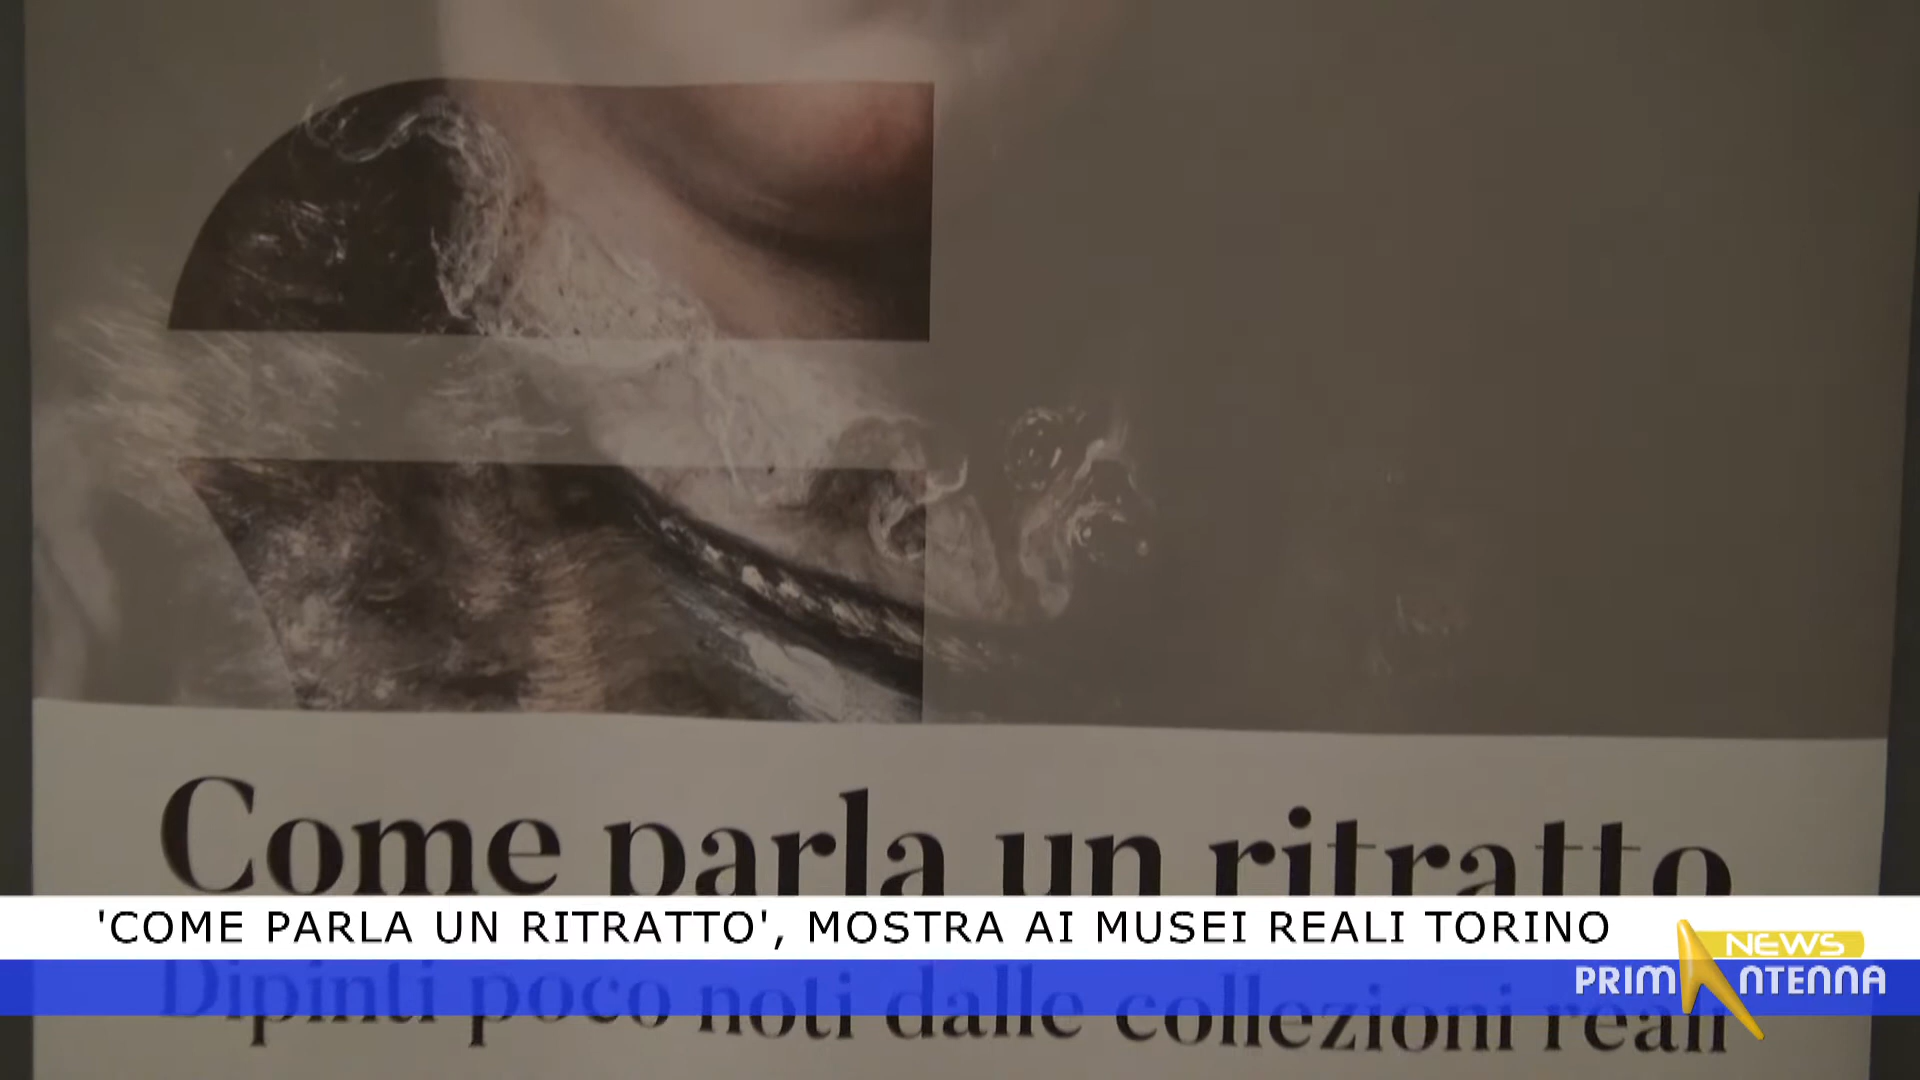 Come parla un ritratto
'COME PARLA UN RITRATTO', MOSTRA AI MUSEI REALI TORINO
NEWS
PRIMANTENNA
Dipinti poco noti dalle collezioni reali